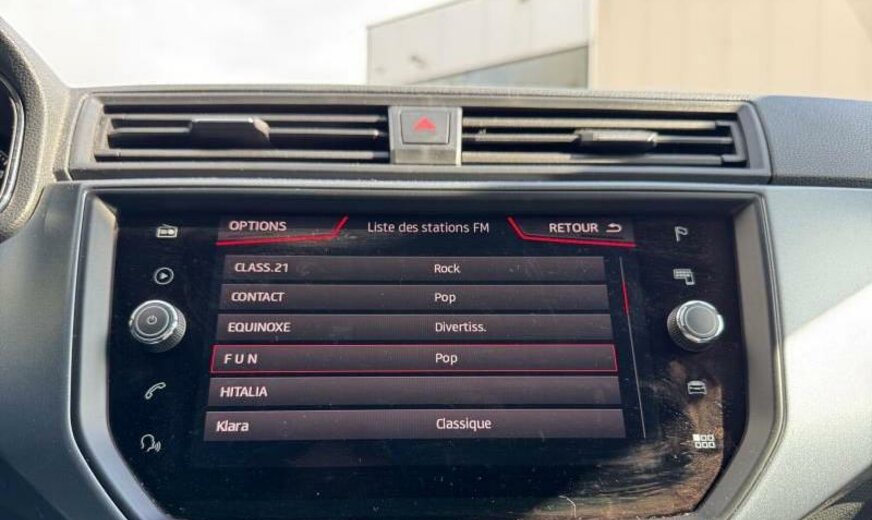 OPTIONS Liste des stations FM RETOUR
CLASS.21 Rock
CONTACT Pop
EQUINOXE Divertiss.
F U N Pop
HITALIA
Klara Classique